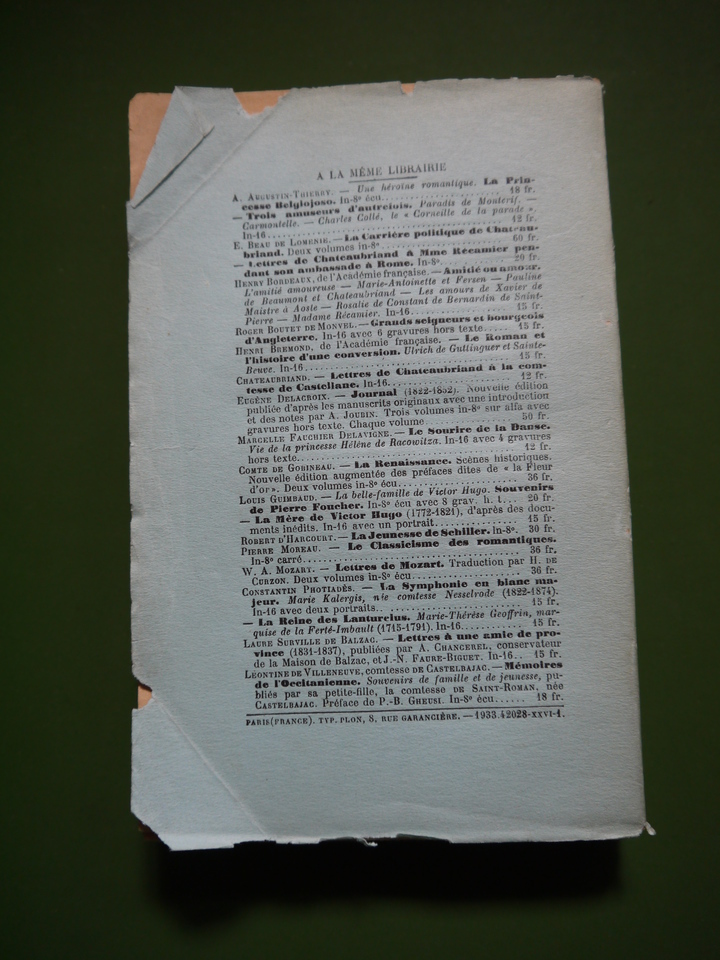 A LA MÊME LIBRAIRIE
A. AUGUSTIN-THIERRY. — Une héroïne romantique. La Prin-
cesse Belgiojoso. In-8º écu.................... 18 fr.
— Trois amuseurs d'autrefois. Paradis de Moncrif. —
Carmontelle. — Charles Collé, le « Corneille de la parade ».
In-16.................... 12 fr.
E. BEAU DE LOMÉNIE. — La Carrière politique de Chateau-
briand. Deux volumes in-8º.................... 60 fr.
— Lettres de Chateaubriand à Mme Récamier pen-
dant son ambassade à Rome. In-8º.......... 20 fr.
HENRY BORDEAUX, de l'Académie française. — Amitié ou amour.
L'amitié amoureuse — Marie-Antoinette et Fersen — Pauline
de Beaumont et Chateaubriand — Les amours de Xavier de
Maistre à Aoste — Rosalie de Constant de Bernardin de Saint-
Pierre — Madame Récamier. In-16.................... 15 fr.
ROGER BOUTET DE MONVEL. — Grands seigneurs et bourgeois
d'Angleterre. In-16 avec 6 gravures hors texte..... 15 fr.
HENRI BREMOND, de l'Académie française. — Le Roman et
l'histoire d'une conversion. Ulrich de Guttinguer et Sainte-
Beuve. In-16.................... 15 fr.
CHATEAUBRIAND. — Lettres de Chateaubriand à la com-
tesse de Castellane. In-16.................... 12 fr.
EUGÈNE DELACROIX. — Journal (1822-1852). Nouvelle édition
publiée d'après les manuscrits originaux avec une introduction
et des notes par A. JOUBIN. Trois volumes in-8º sur alfa avec
gravures hors texte. Chaque volume.................... 50 fr.
MARCELLE FAUCHIER DELAVIGNE. — Le Sourire de la Danse.
Vie de la princesse Hélène de Racowitza. In-16 avec 4 gravures
hors texte.................... 12 fr.
COMTE DE GOBINEAU. — La Renaissance. Scènes historiques.
Nouvelle édition augmentée des préfaces dites de « la Fleur
d'or ». Deux volumes in-8º écu.................... 36 fr.
LOUIS GUIMBAUD. — La belle-famille de Victor Hugo. Souvenirs
de Pierre Foucher. In-8º écu avec 8 grav. h. t... 20 fr.
— La Mère de Victor Hugo (1772-1821), d'après des docu-
ments inédits. In-16 avec un portrait.................... 15 fr.
ROBERT D'HARCOURT. — La Jeunesse de Schiller. In-8º. 30 fr.
PIERRE MOREAU. — Le Classicisme des romantiques.
In-8º carré.................... 36 fr.
W. A. MOZART. — Lettres de Mozart. Traduction par H. DE
CURZON. Deux volumes in-8º écu.................... 36 fr.
CONSTANTIN PHOTIADÈS. — La Symphonie en blanc ma-
jeur. Marie Kalergis, née comtesse Nesselrode (1822-1874).
In-16 avec deux portraits.................... 15 fr.
— La Reine des Lanturelus. Marie-Thérèse Geoffrin, mar-
quise de la Ferté-Imbault (1715-1791). In-16.......... 15 fr.
LAURE SURVILLE DE BALZAC. — Lettres à une amie de pro-
vince (1831-1837), publiées par A. CHANCEREL, conservateur
de la Maison de Balzac, et J.-N. FAURE-BIGUET. In-16.. 15 fr.
LÉONTINE DE VILLENEUVE, comtesse DE CASTELBAJAC. — Mémoires
de l'Occitanienne. Souvenirs de famille et de jeunesse, pu-
bliés par sa petite-fille, la comtesse DE SAINT-ROMAN, née
CASTELBAJAC. Préface de P.-B. GHEUSI. In-8º écu...... 18 fr.
PARIS (FRANCE). TYP. PLON, 8, RUE GARANCIÈRE. — 1933. 42028-XXVI-1.